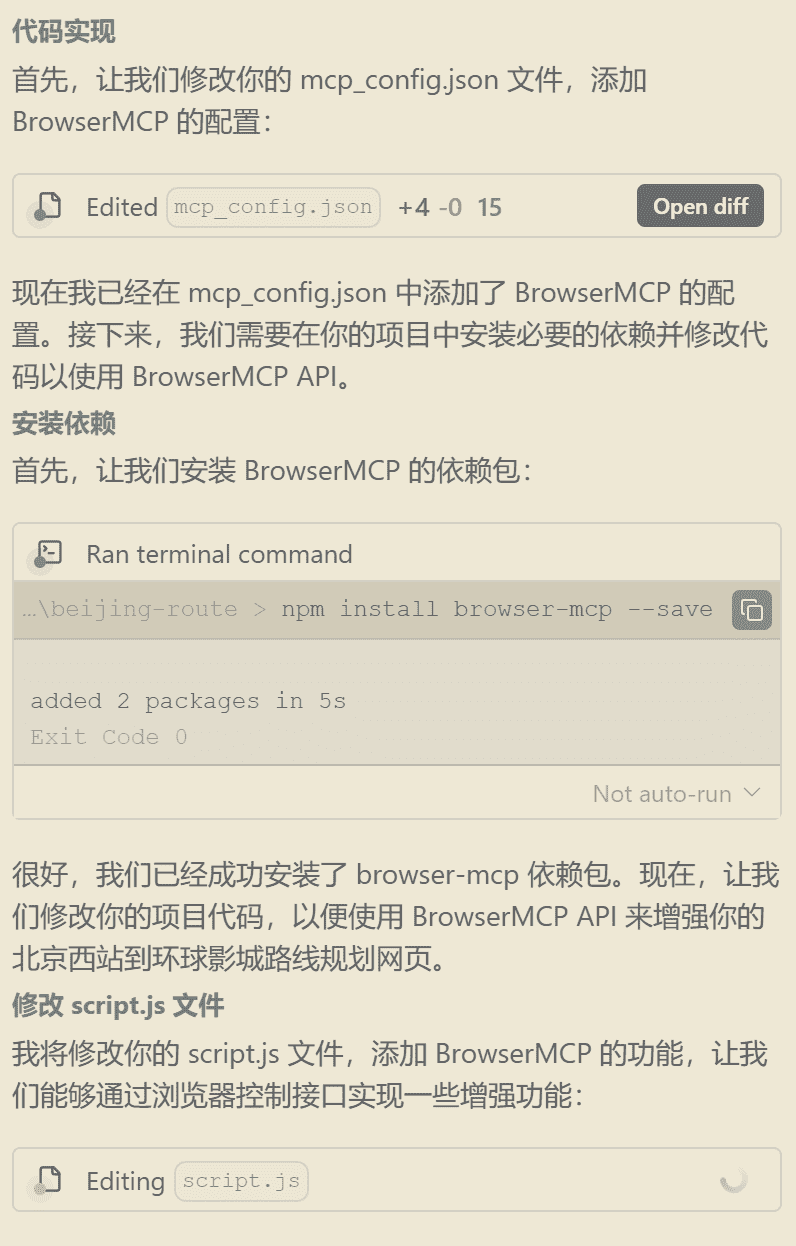 代码实现
首先，让我们修改你的 mcp_config.json 文件，添加
BrowserMCP 的配置：
Edited mcp_config.json +4 -0 15 Open diff
现在我已经在 mcp_config.json 中添加了 BrowserMCP 的配
置。接下来，我们需要在你的项目中安装必要的依赖并修改代
码以使用 BrowserMCP API。
安装依赖
首先，让我们安装 BrowserMCP 的依赖包：
Ran terminal command
…\beijing-route > npm install browser-mcp --save
added 2 packages in 5s
Exit Code 0
Not auto-run
很好，我们已经成功安装了 browser-mcp 依赖包。现在，让我
们修改你的项目代码，以便使用 BrowserMCP API 来增强你的
北京西站到环球影城路线规划网页。
修改 script.js 文件
我将修改你的 script.js 文件，添加 BrowserMCP 的功能，让我
们能够通过浏览器控制接口实现一些增强功能：
Editing script.js